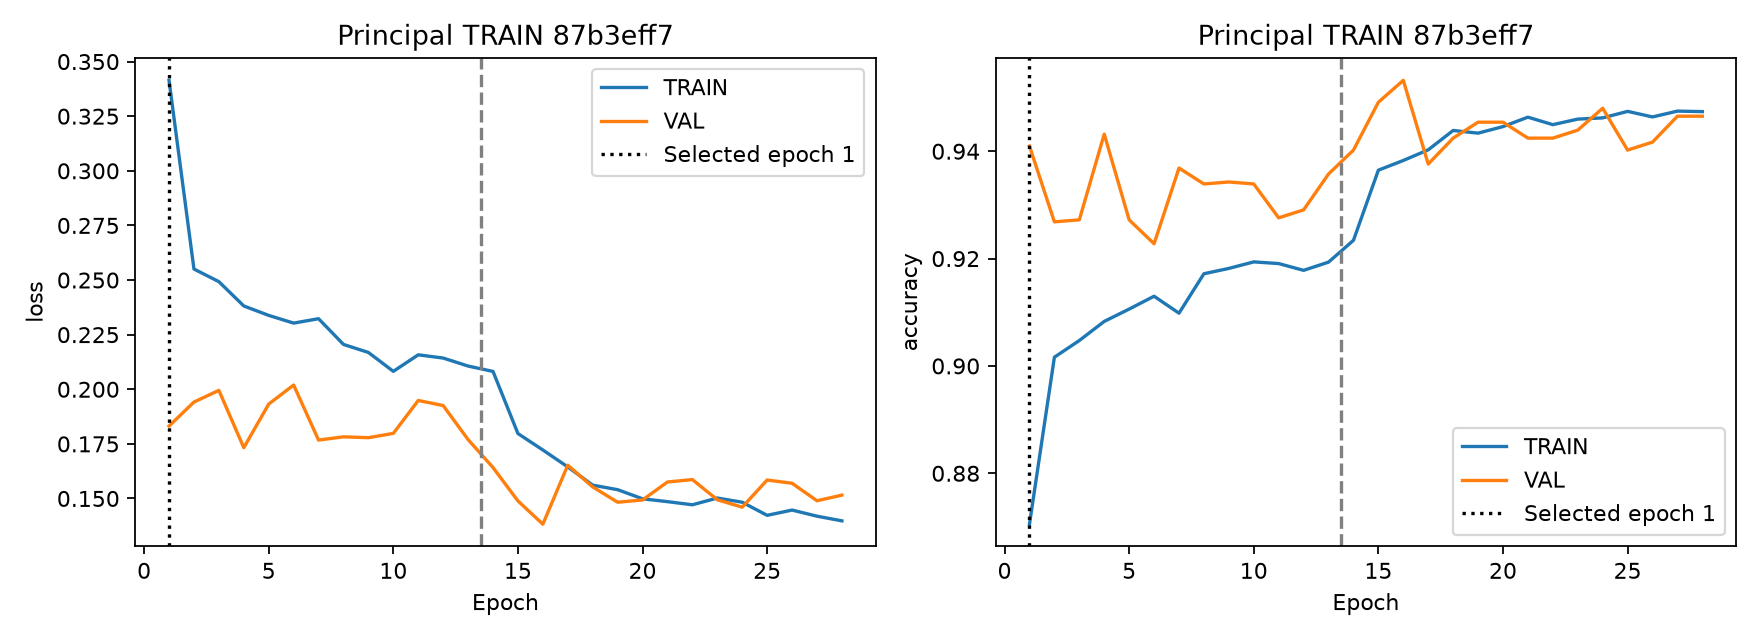 Principal TRAIN 87b3eff7
0.350
0.325
0.300
0.275
0.250
0.225
0.200
0.175
0.150
loss
0
5
10
15
20
25
Epoch
TRAIN
VAL
Selected epoch 1
Principal TRAIN 87b3eff7
0.94
0.92
0.90
0.88
accuracy
0
5
10
15
20
25
Epoch
TRAIN
VAL
Selected epoch 1